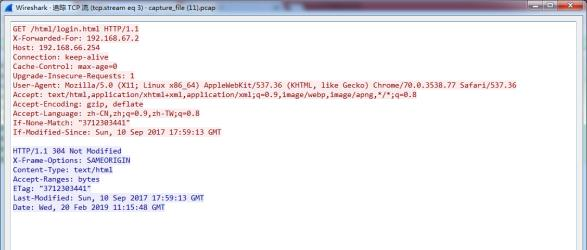 Wireshark · 追踪 TCP 流 (tcp.stream eq 3) · capture_file (11).pcap
GET /html/login.html HTTP/1.1
X-Forwarded-For: 192.168.67.2
Host: 192.168.66.254
Connection: keep-alive
Cache-Control: max-age=0
Upgrade-Insecure-Requests: 1
User-Agent: Mozilla/5.0 (X11; Linux x86_64) AppleWebKit/537.36 (KHTML, like Gecko) Chrome/70.0.3538.77 Safari/537.36
Accept: text/html,application/xhtml+xml,application/xml;q=0.9,image/webp,image/apng,*/*;q=0.8
Accept-Encoding: gzip, deflate
Accept-Language: zh-CN,zh;q=0.9,zh-TW;q=0.8
If-None-Match: "3712303441"
If-Modified-Since: Sun, 10 Sep 2017 17:59:13 GMT
HTTP/1.1 304 Not Modified
X-Frame-Options: SAMEORIGIN
Content-Type: text/html
Accept-Ranges: bytes
ETag: "3712303441"
Last-Modified: Sun, 10 Sep 2017 17:59:13 GMT
Date: Wed, 20 Feb 2019 11:15:48 GMT